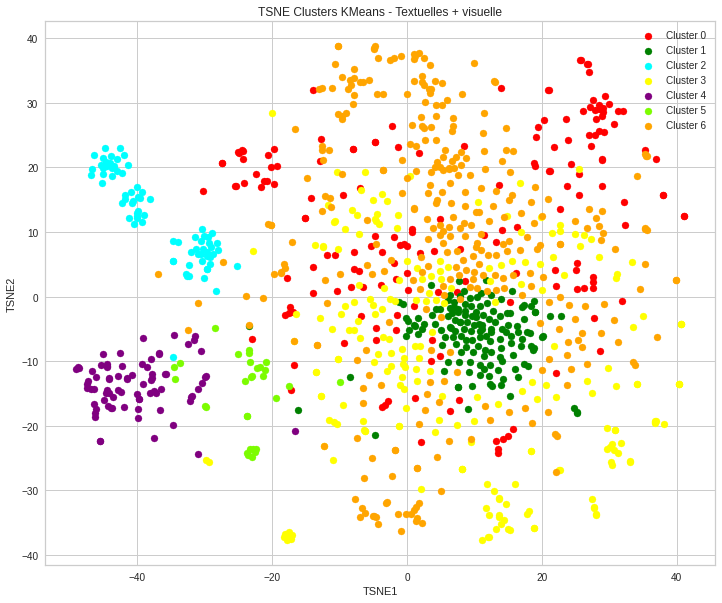 TSNE Clusters KMeans - Textuelles + visuelle
Cluster 0
Cluster 1
Cluster 2
Cluster 3
Cluster 4
Cluster 5
Cluster 6
40
30
20
10
0
−10
−20
−30
−40
TSNE2
−40
−20
0
20
40
TSNE1